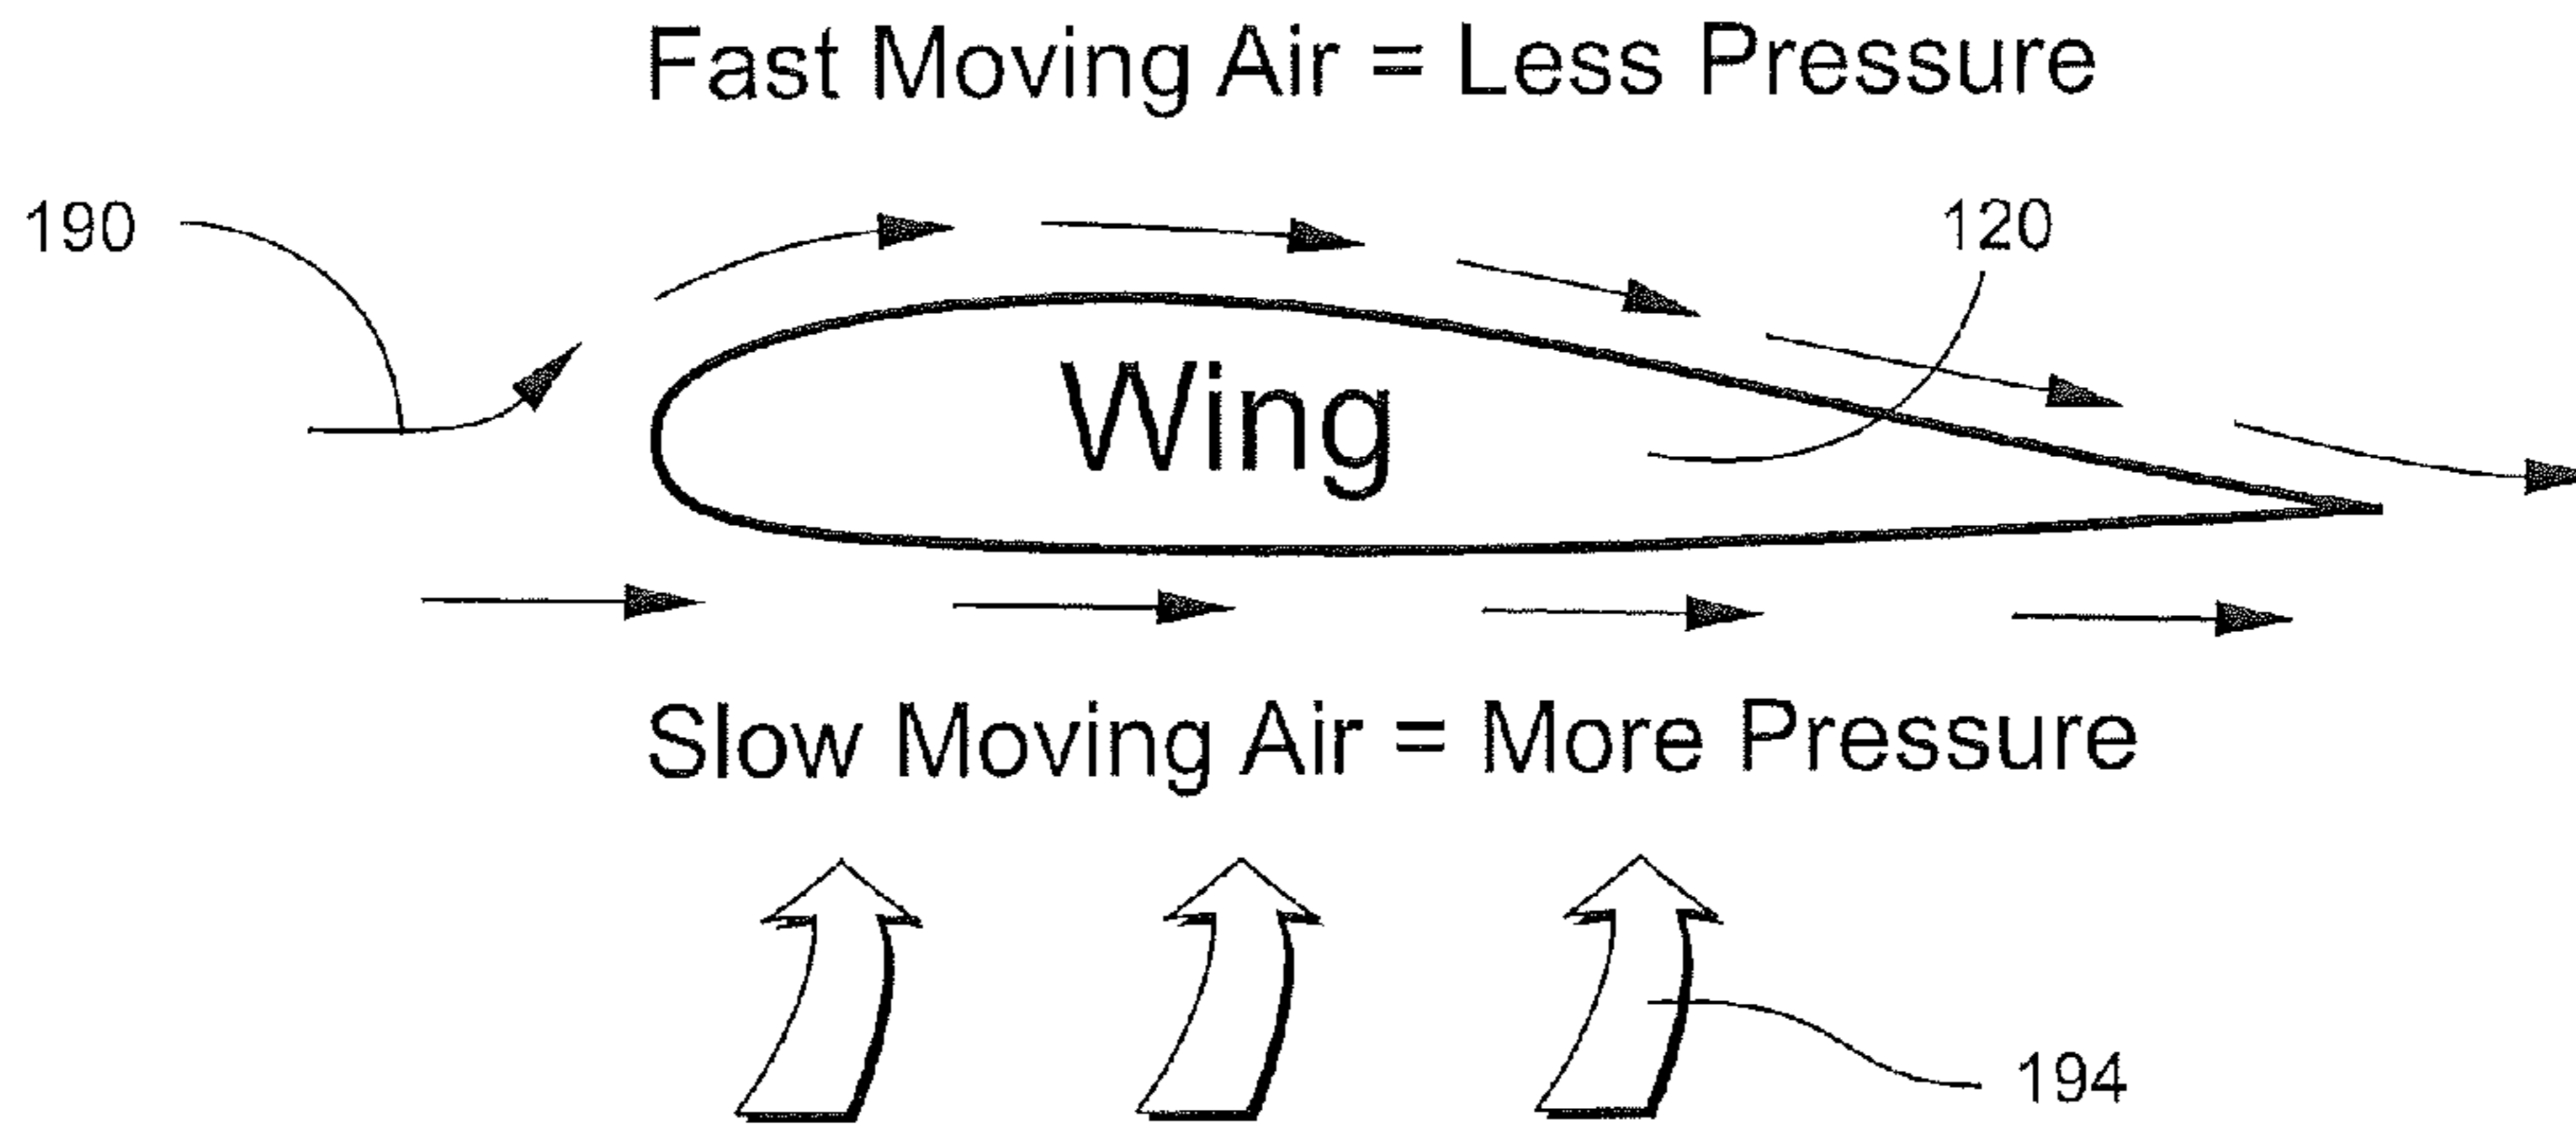 Fast Moving Air = Less Pressure
190
120
Wing
Slow Moving Air = More Pressure
194